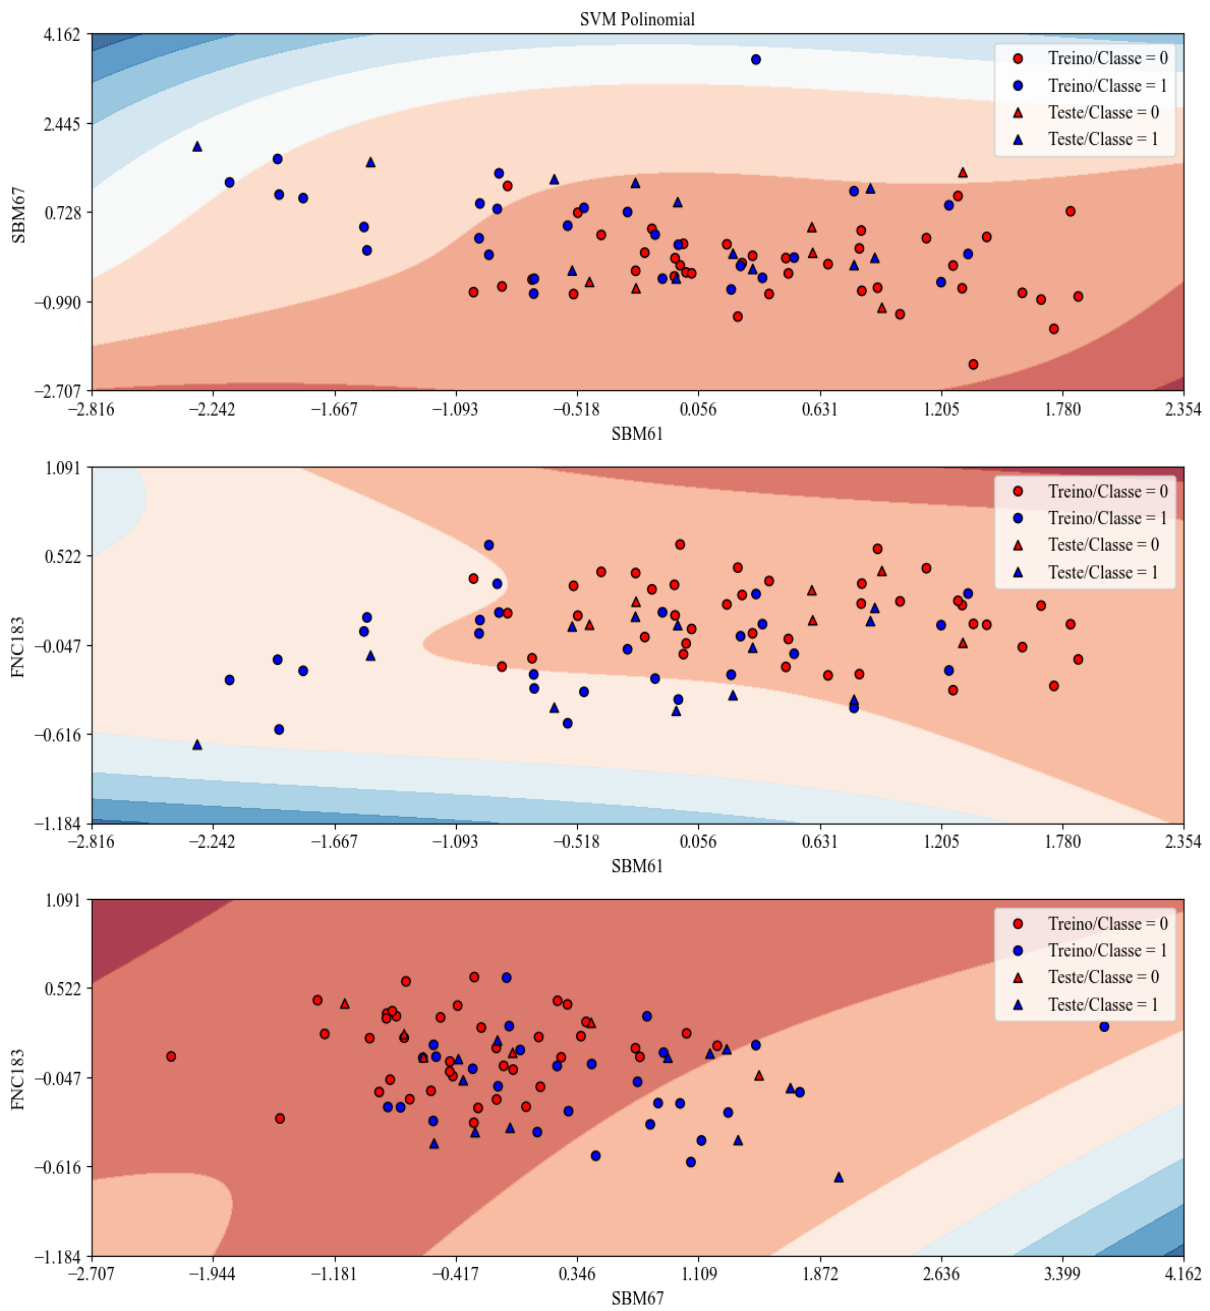 SVM Polinomial
4.162
2.445
0.728
−0.990
−2.707
SBM67
Treino/Classe = 0
Treino/Classe = 1
Teste/Classe = 0
Teste/Classe = 1
−2.816 −2.242 −1.667 −1.093 −0.518 0.056 0.631 1.205 1.780 2.354
SBM61
1.091
0.522
−0.047
−0.616
−1.184
FNC183
Treino/Classe = 0
Treino/Classe = 1
Teste/Classe = 0
Teste/Classe = 1
−2.816 −2.242 −1.667 −1.093 −0.518 0.056 0.631 1.205 1.780 2.354
SBM61
1.091
0.522
−0.047
−0.616
−1.184
FNC183
Treino/Classe = 0
Treino/Classe = 1
Teste/Classe = 0
Teste/Classe = 1
−2.707 −1.944 −1.181 −0.417 0.346 1.109 1.872 2.636 3.399 4.162
SBM67